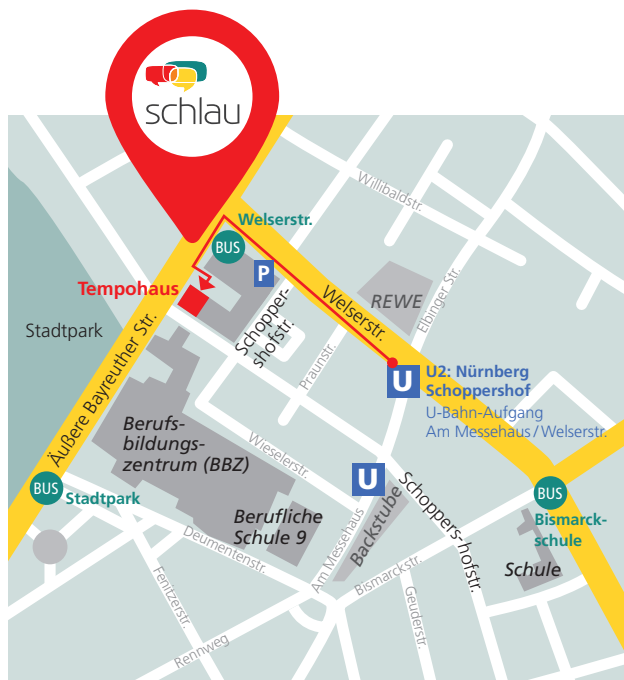 schlau
Willibaldstr.
Welserstr.
BUS
P
Tempohaus
REWE
Elbinger Str.
Stadtpark
Schopper-
shofstr.
Welserstr.
Äußere Bayreuther Str.
Praunstr.
U
U2: Nürnberg
Schoppershof
U-Bahn-Aufgang
Am Messehaus/Welserstr.
Berufs-
bildungs-
zentrum (BBZ)
Wieselerstr.
U
BUS
Stadtpark
BUS
Bismarck-
schule
Schoppers-hofstr.
Backstube
Berufliche
Schule 9
Am Messehaus
Deumentenstr.
Bismarckstr.
Schule
Fenitzerstr.
Geuderstr.
Rennweg